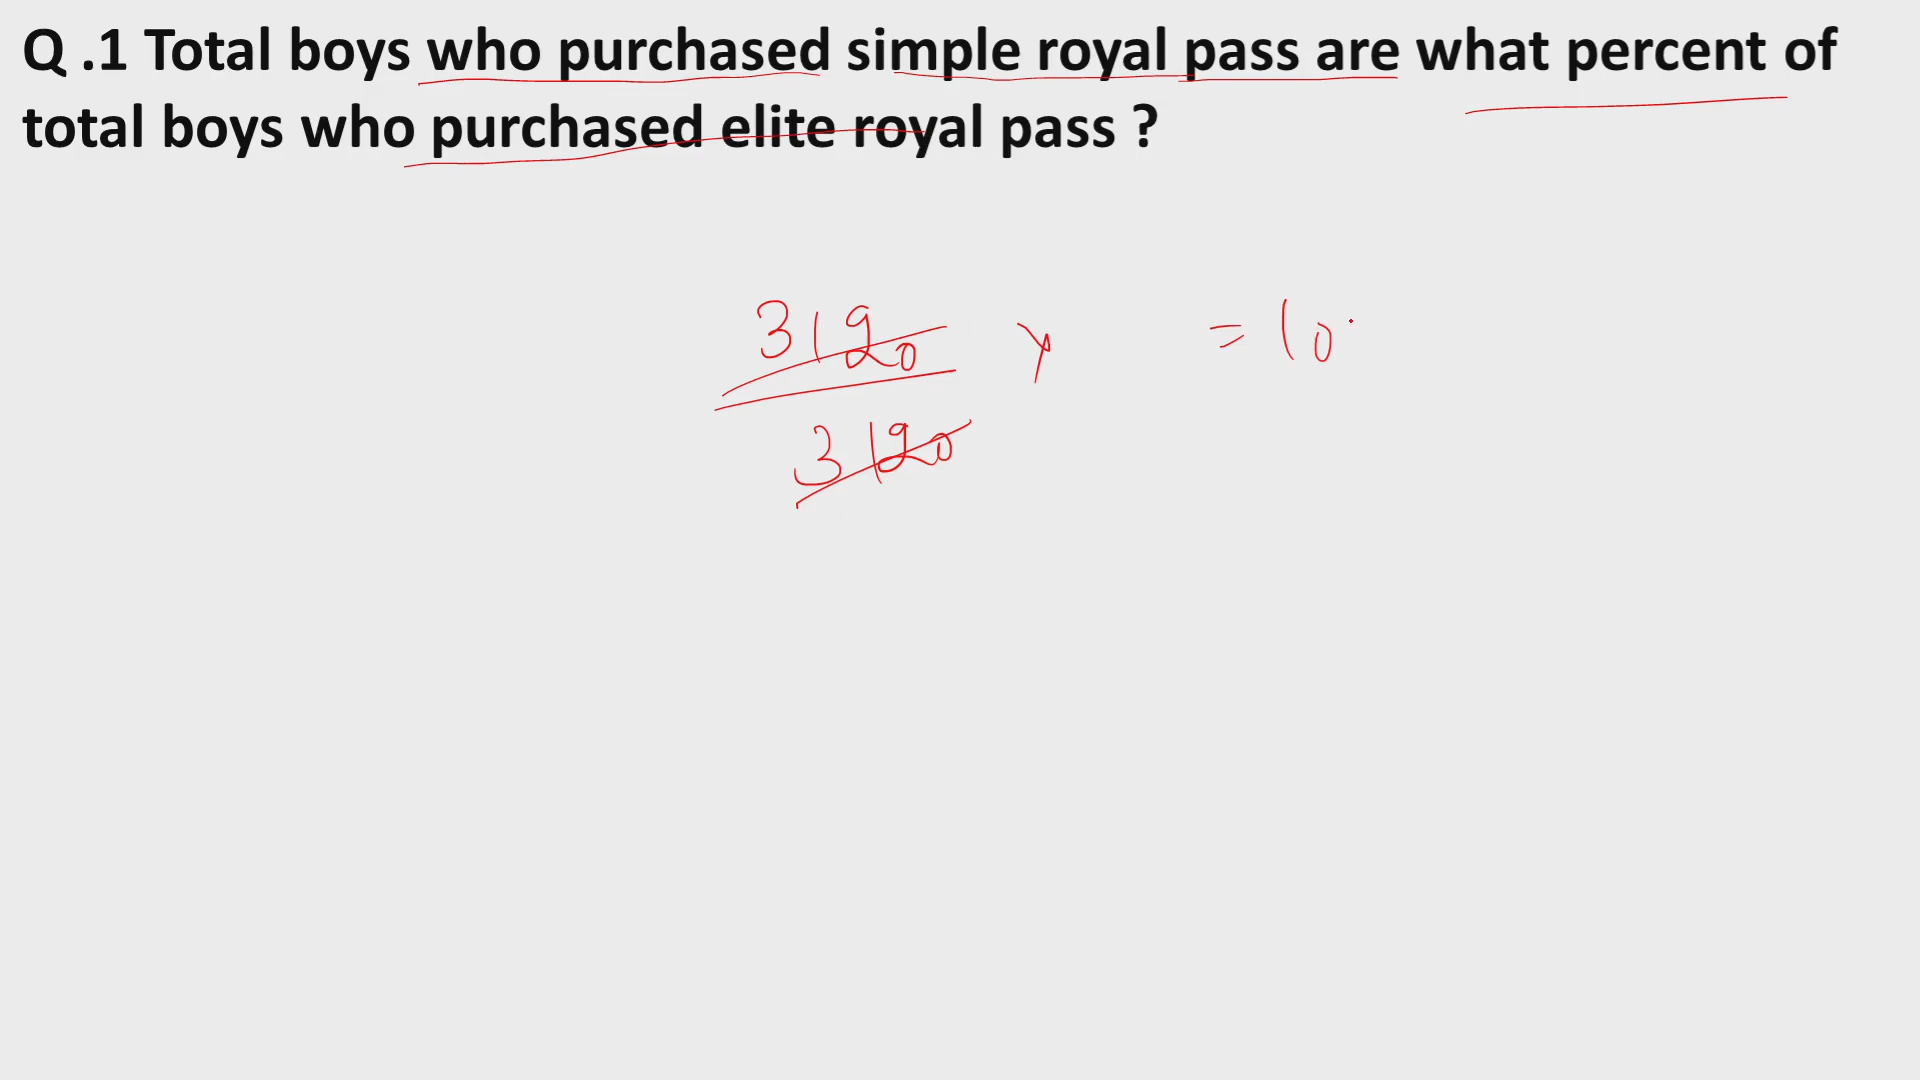 Q .1 Total boys who purchased simple royal pass are what percent of
total boys who purchased elite royal pass ?
3120 x = 10
3120